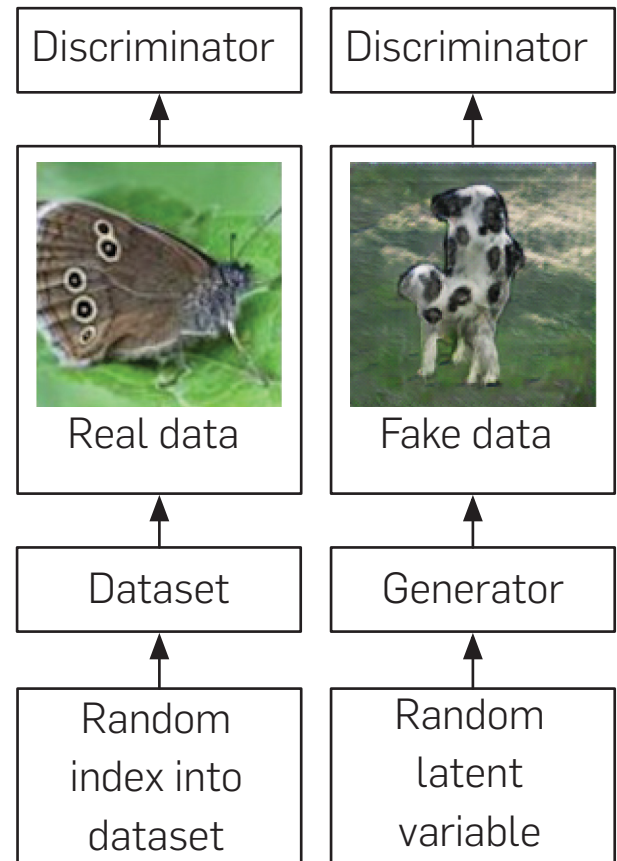 Discriminator
Discriminator
Real data
Fake data
Dataset
Generator
Random
index into
dataset
Random
latent
variable